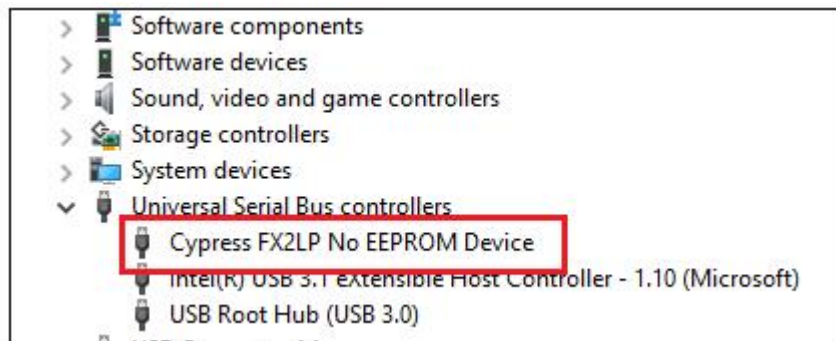 Software components
Software devices
Sound, video and game controllers
Storage controllers
System devices
Universal Serial Bus controllers
Cypress FX2LP No EEPROM Device
Intel(R) USB 3.1 eXtensible Host Controller - 1.10 (Microsoft)
USB Root Hub (USB 3.0)